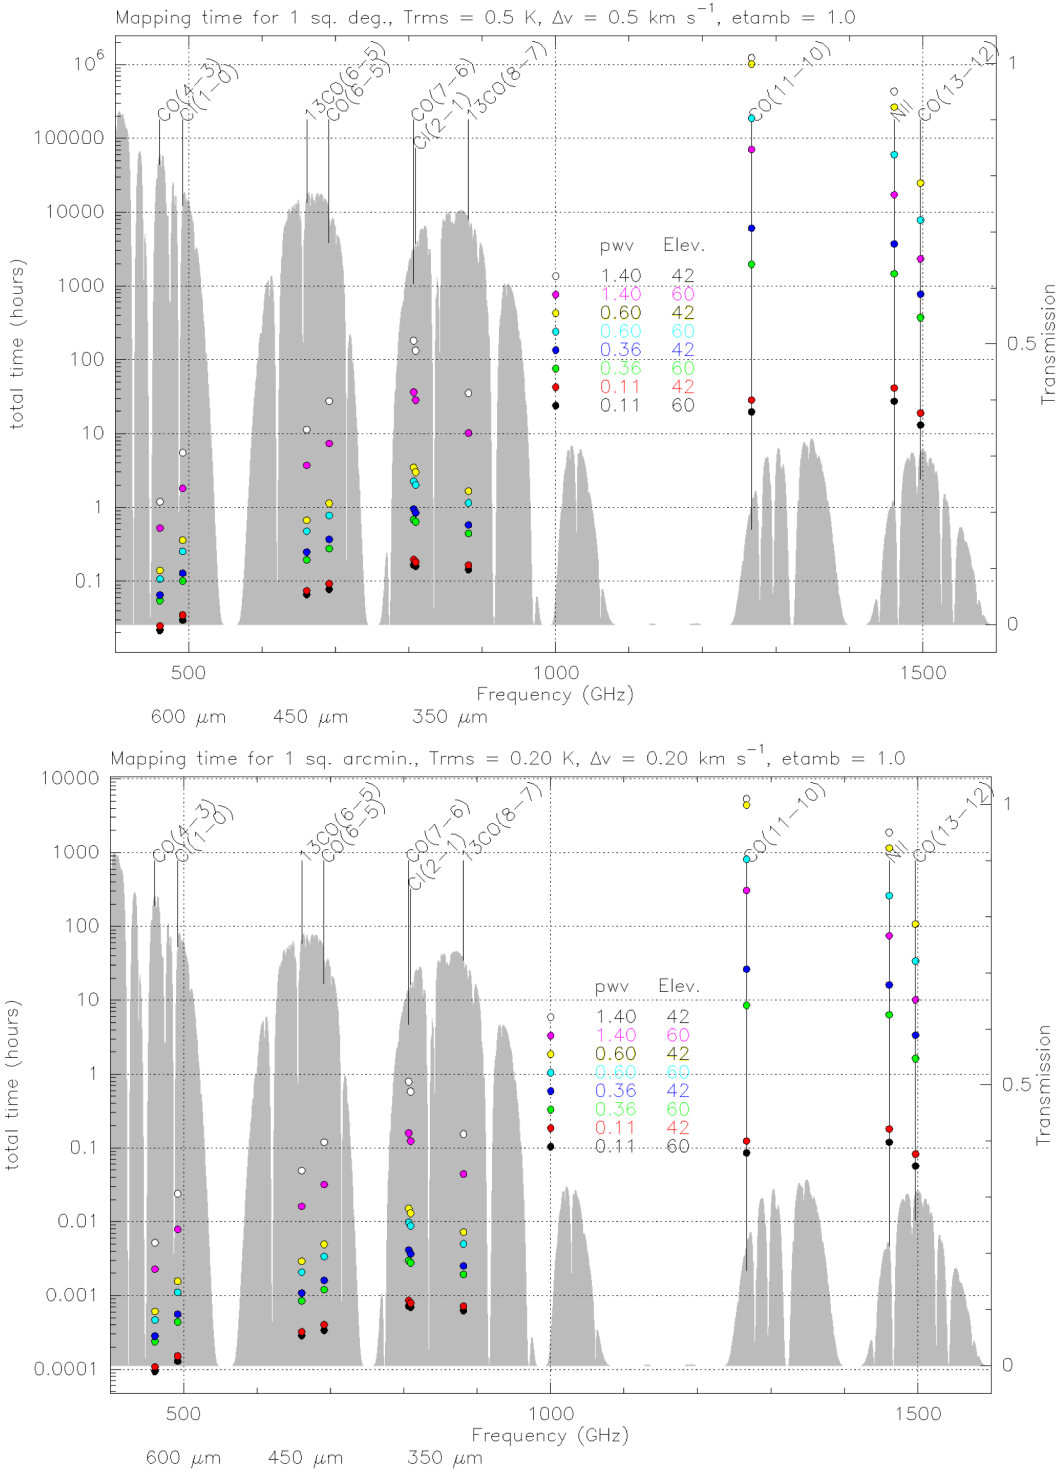 Mapping time for 1 sq. deg., Trms = 0.5 K, Δv = 0.5 km s⁻¹, etamb = 1.0
10⁶
100000
10000
1000
100
10
1
0.1
total time (hours)
CO(4-3)
CI(1-0)
13CO(6-5)
CO(6-5)
CO(7-6)
CI(2-1)
13CO(8-7)
CO(11-10)
NII
CO(13-12)
pwv Elev.
1.40 42
1.40 60
0.60 42
0.60 60
0.36 42
0.36 60
0.11 42
0.11 60
1
0.5
0
Transmission
500 1000 1500
Frequency (GHz)
600 μm 450 μm 350 μm
Mapping time for 1 sq. arcmin., Trms = 0.20 K, Δv = 0.20 km s⁻¹, etamb = 1.0
10000
1000
100
10
1
0.1
0.01
0.001
0.0001
total time (hours)
CO(4-3)
CI(1-0)
13CO(6-5)
CO(6-5)
CO(7-6)
CI(2-1)
13CO(8-7)
CO(11-10)
NII
CO(13-12)
pwv Elev.
1.40 42
1.40 60
0.60 42
0.60 60
0.36 42
0.36 60
0.11 42
0.11 60
1
0.5
0
Transmission
500 1000 1500
Frequency (GHz)
600 μm 450 μm 350 μm